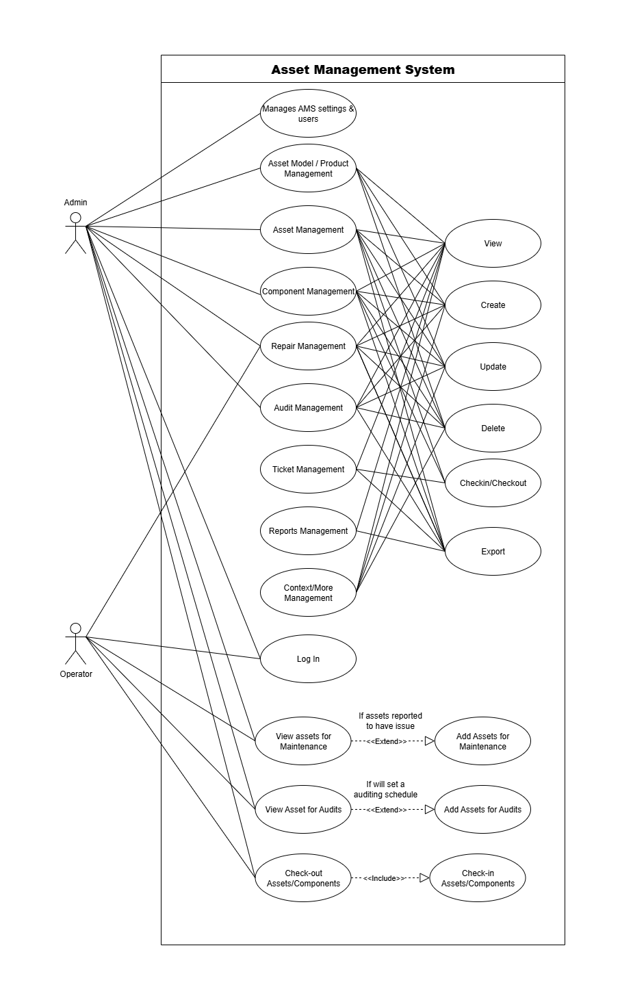 Asset Management System
Manages AMS settings &
users
Asset Model / Product
Management
Admin
Asset Management
View
Component Management
Create
Repair Management
Update
Audit Management
Delete
Ticket Management
Checkin/Checkout
Reports Management
Export
Context/More
Management
Log In
Operator
If assets reported
to have issue
View assets for
Maintenance
<<Extend>>
Add Assets for
Maintenance
If will set a
auditing schedule
View Asset for Audits
<<Extend>>
Add Assets for Audits
Check-out
Assets/Components
<<Include>>
Check-in
Assets/Components